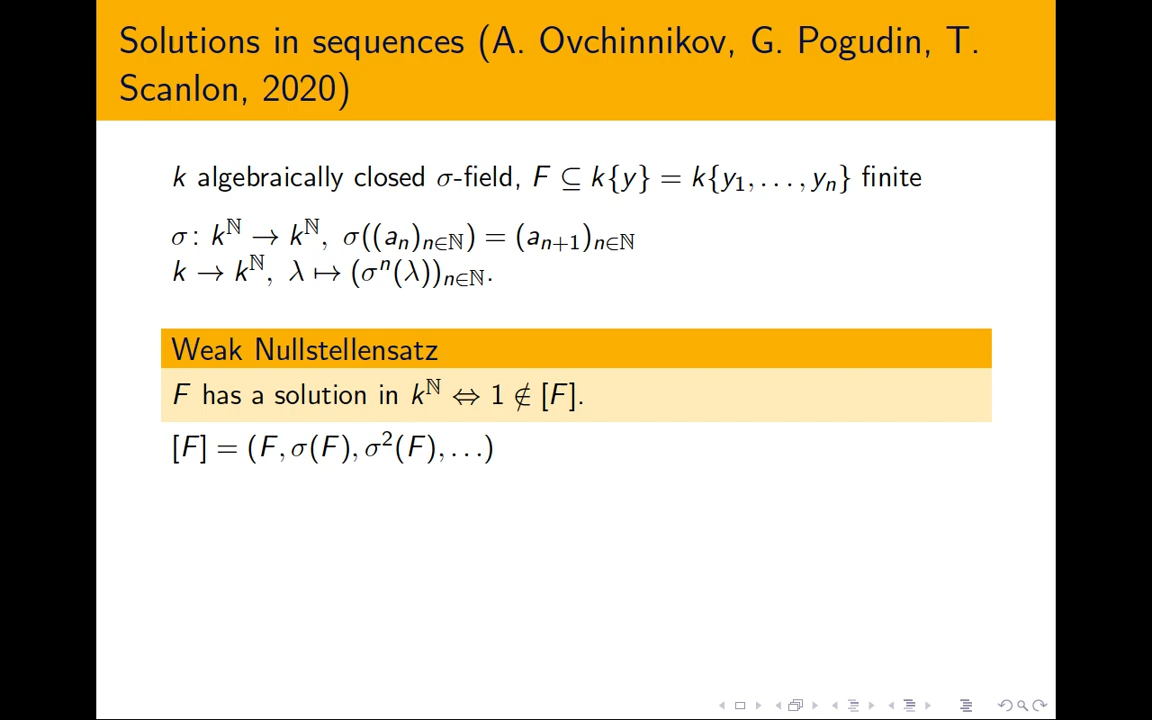 Solutions in sequences (A. Ovchinnikov, G. Pogudin, T.
Scanlon, 2020)
k algebraically closed σ-field, F ⊆ k{y} = k{y₁, . . . , yₙ} finite
σ: k^ℕ → k^ℕ, σ((aₙ)ₙ∈ℕ) = (aₙ₊₁)ₙ∈ℕ
k → k^ℕ, λ ↦ (σⁿ(λ))ₙ∈ℕ.
Weak Nullstellensatz
F has a solution in k^ℕ ⇔ 1 ∉ [F].
[F] = (F, σ(F), σ²(F), . . .)